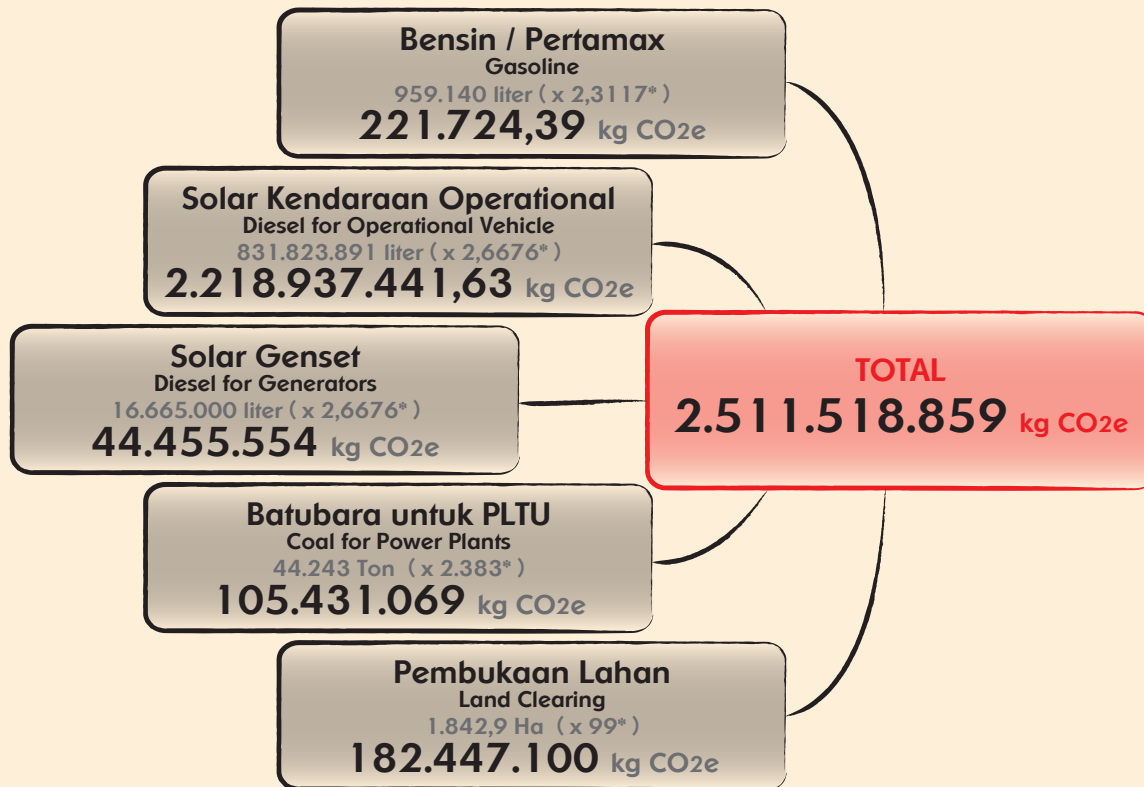 Bensin / Pertamax
Gasoline
959.140 liter ( x 2,3117* )
221.724,39 kg CO2e
Solar Kendaraan Operational
Diesel for Operational Vehicle
831.823.891 liter ( x 2,6676* )
2.218.937.441,63 kg CO2e
Solar Genset
Diesel for Generators
16.665.000 liter ( x 2,6676* )
44.455.554 kg CO2e
TOTAL
2.511.518.859 kg CO2e
Batubara untuk PLTU
Coal for Power Plants
44.243 Ton ( x 2.383* )
105.431.069 kg CO2e
Pembukaan Lahan
Land Clearing
1.842,9 Ha ( x 99* )
182.447.100 kg CO2e